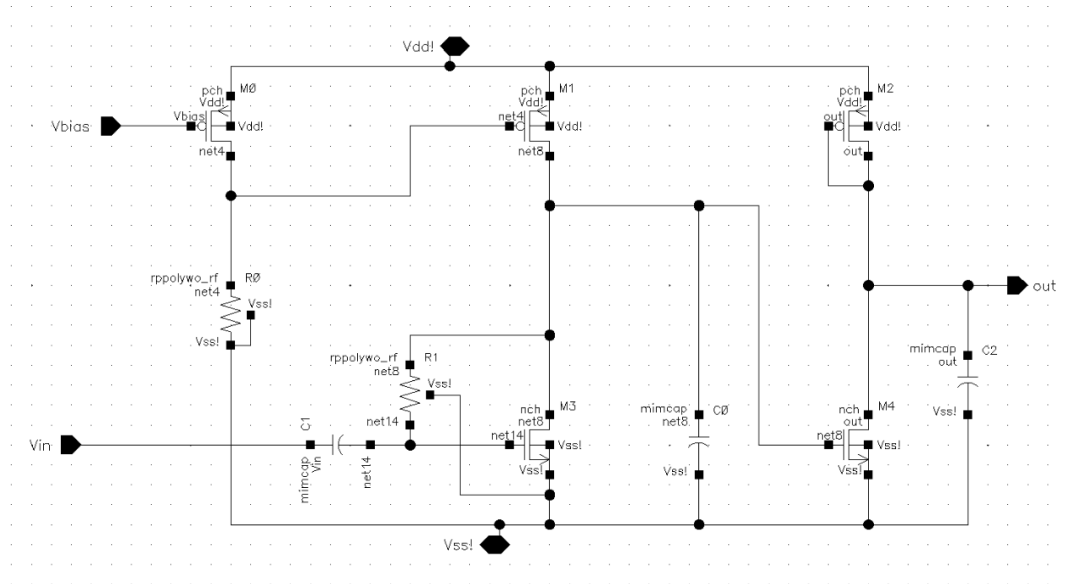 Vdd!
pch
M0
Vdd!
Vbias
Vbias
Vdd!
net4
pch
M1
Vdd!
net4
Vdd!
net8
pch
M2
Vdd!
out
Vdd!
out
rppolywo_rf
R0
net4
Vss!
Vss!
out
rppolywo_rf
R1
net8
Vss!
net14
mimcap
C2
out
Vss!
Vin
C1
mimcap
Vin
net14
nch
M3
net8
net14
Vss!
Vss!
mimcap
C0
net8
Vss!
nch
M4
out
net8
Vss!
Vss!
Vss!